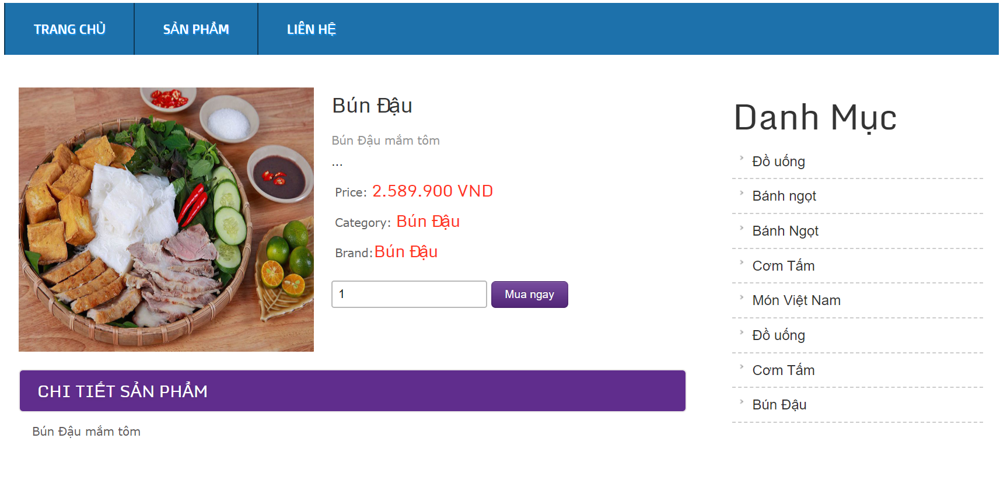 TRANG CHỦ
SẢN PHẨM
LIÊN HỆ
Bún Đậu
Bún Đậu mắm tôm
...
Price: 2.589.900 VND
Category: Bún Đậu
Brand:Bún Đậu
1
Mua ngay
CHI TIẾT SẢN PHẨM
Bún Đậu mắm tôm
Danh Mục
Đồ uống
Bánh ngọt
Bánh Ngọt
Cơm Tấm
Món Việt Nam
Đồ uống
Cơm Tấm
Bún Đậu